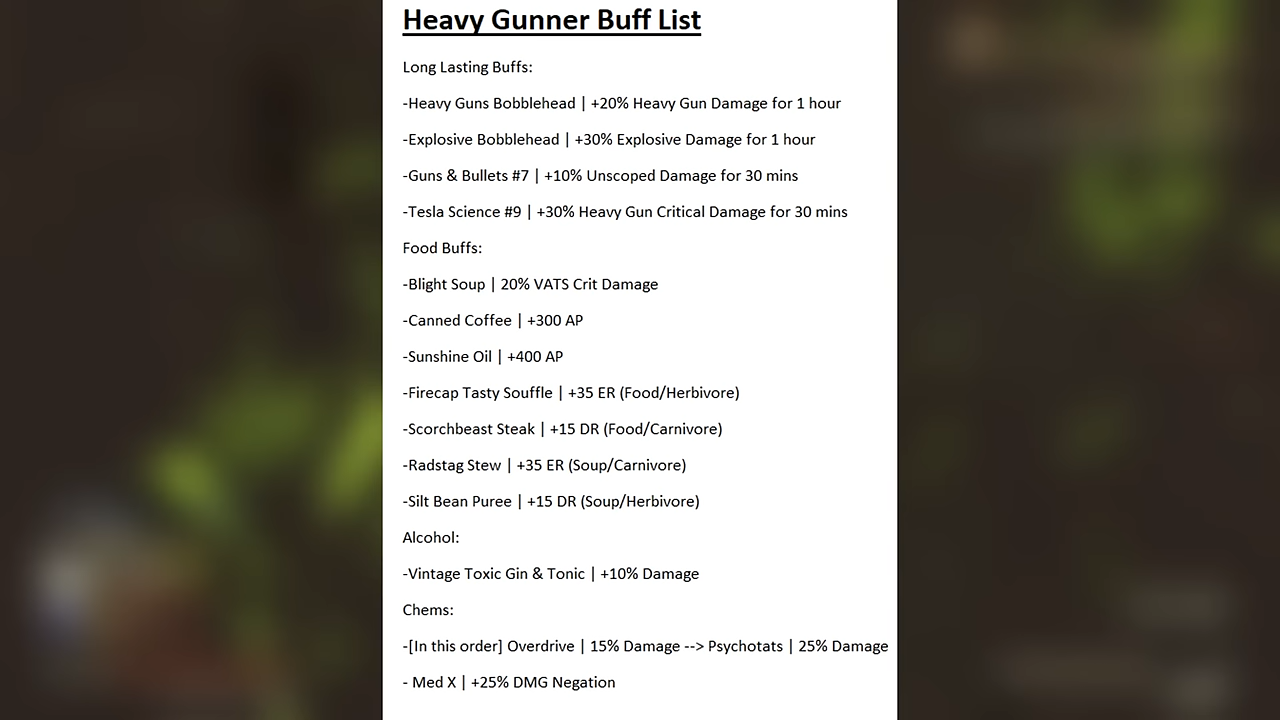 Heavy Gunner Buff List
Long Lasting Buffs:
-Heavy Guns Bobblehead | +20% Heavy Gun Damage for 1 hour
-Explosive Bobblehead | +30% Explosive Damage for 1 hour
-Guns & Bullets #7 | +10% Unscoped Damage for 30 mins
-Tesla Science #9 | +30% Heavy Gun Critical Damage for 30 mins
Food Buffs:
-Blight Soup | 20% VATS Crit Damage
-Canned Coffee | +300 AP
-Sunshine Oil | +400 AP
-Firecap Tasty Souffle | +35 ER (Food/Herbivore)
-Scorchbeast Steak | +15 DR (Food/Carnivore)
-Radstag Stew | +35 ER (Soup/Carnivore)
-Silt Bean Puree | +15 DR (Soup/Herbivore)
Alcohol:
-Vintage Toxic Gin & Tonic | +10% Damage
Chems:
-[In this order] Overdrive | 15% Damage --> Psychotats | 25% Damage
- Med X | +25% DMG Negation